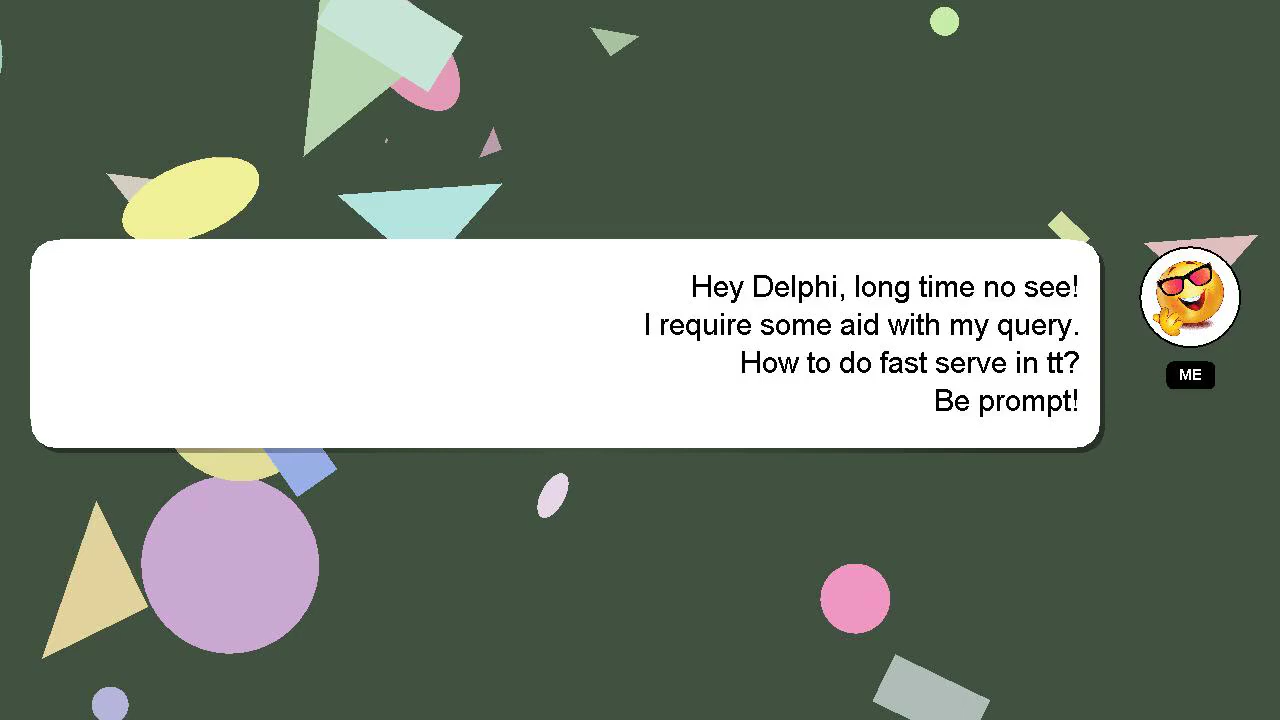 Hey Delphi, long time no see!
I require some aid with my query.
How to do fast serve in tt?
Be prompt!
ME